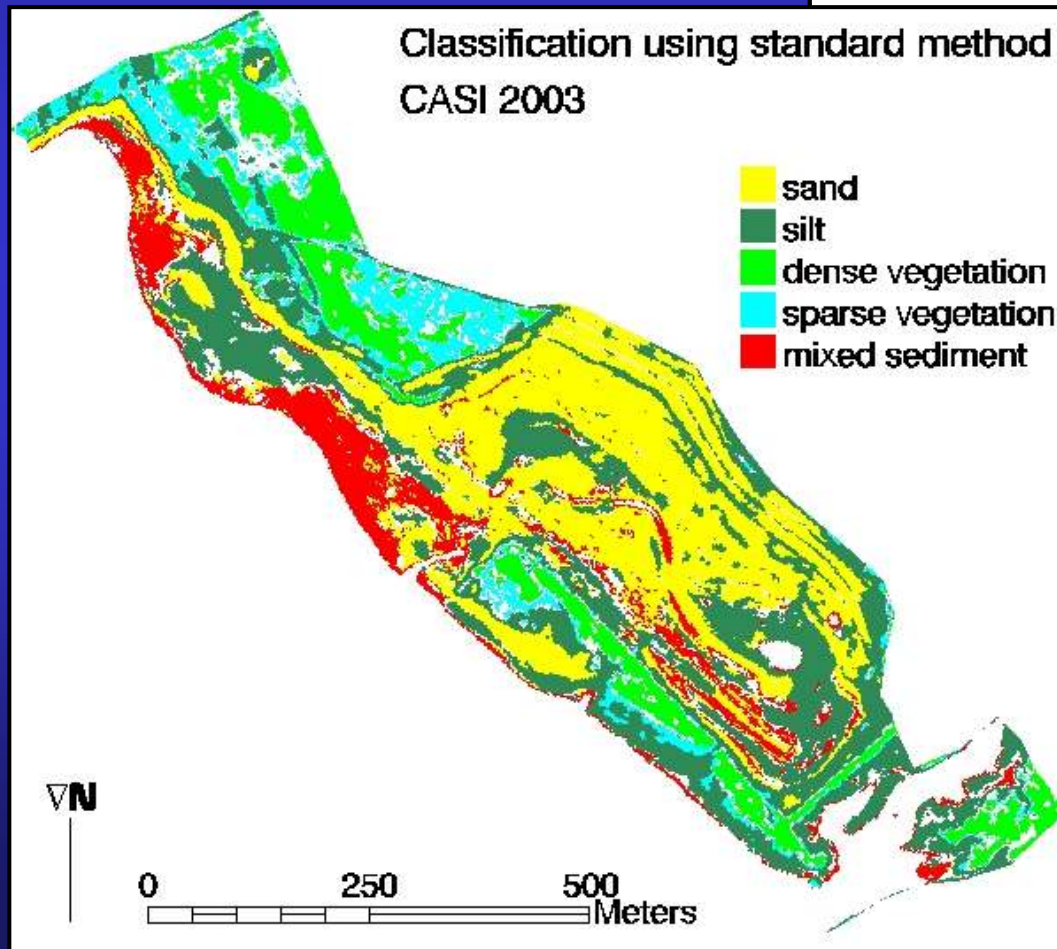 Classification using standard method
CASI 2003
sand
silt
dense vegetation
sparse vegetation
mixed sediment
N
0 250 500
Meters